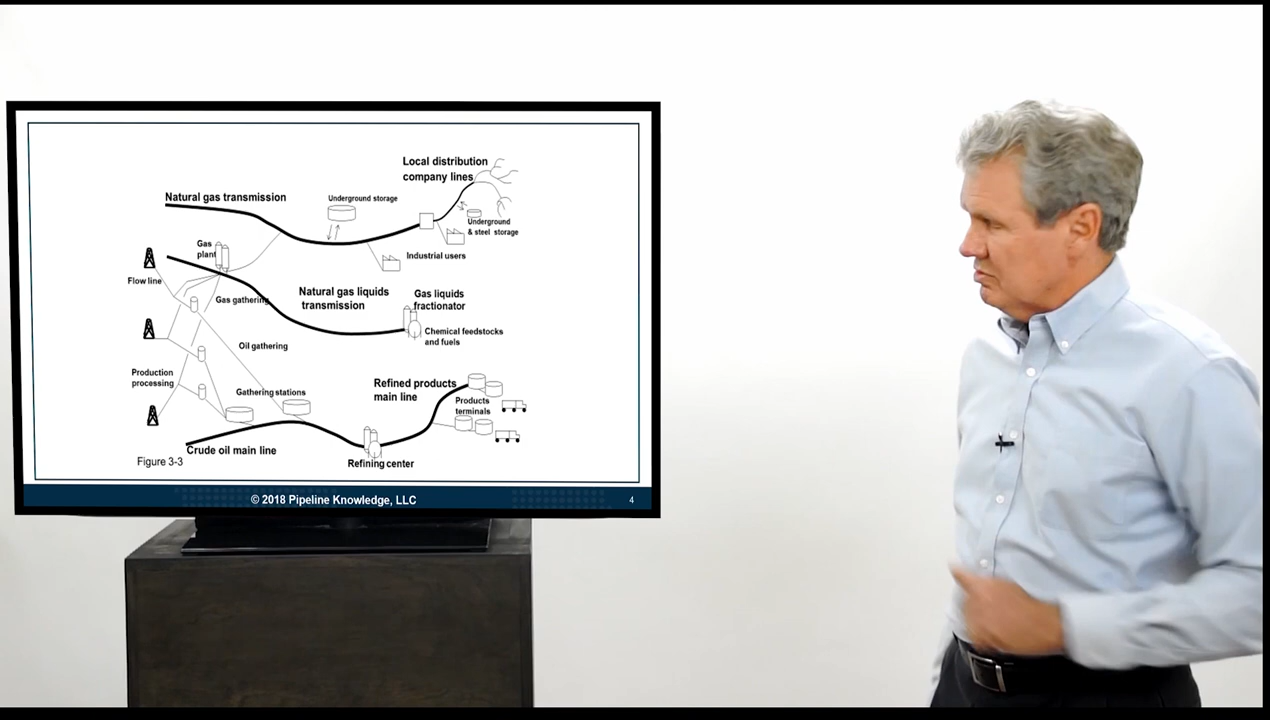 Local distribution
company lines
Natural gas transmission
Underground storage
Underground
& steel storage
Gas
plant
Industrial users
Flow line
Gas gathering
Natural gas liquids
transmission
Gas liquids
fractionator
Chemical feedstocks
and fuels
Oil gathering
Production
processing
Refined products
main line
Gathering stations
Products
terminals
Crude oil main line
Figure 3-3
Refining center
© 2018 Pipeline Knowledge, LLC
4